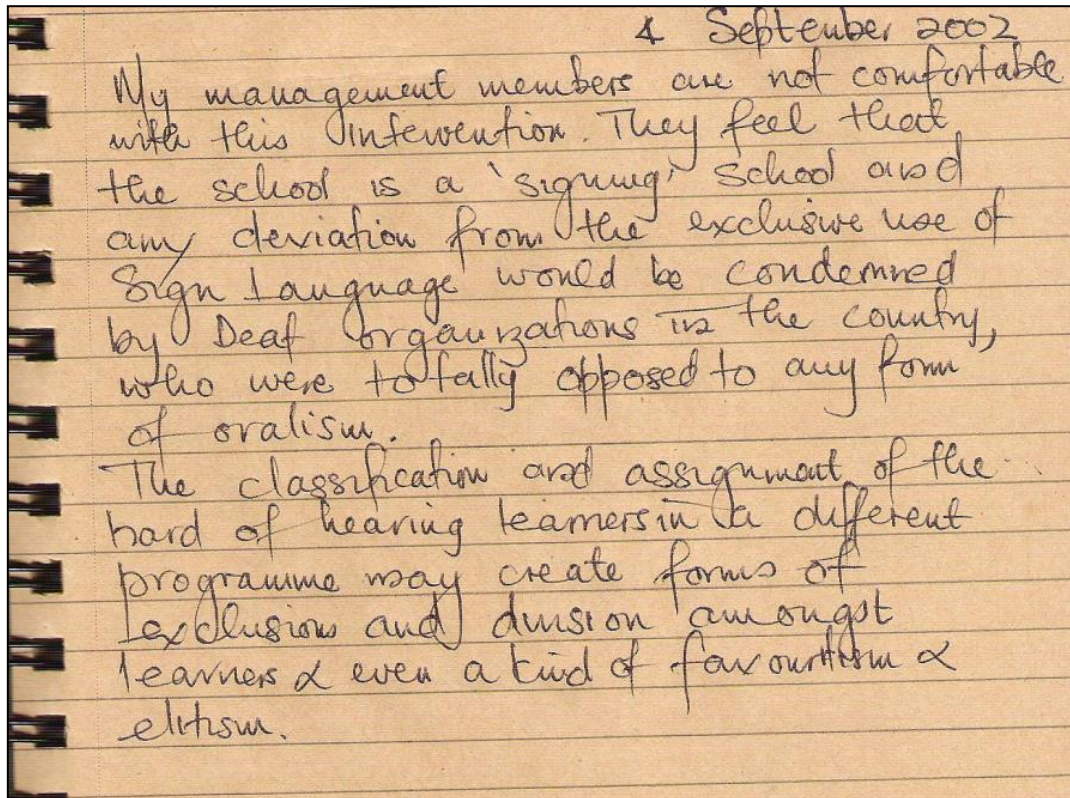 4 September 2002
My management members are not comfortable
with this intervention. They feel that
the school is a 'signing' school and
any deviation from the exclusive use of
Sign Language would be condemned
by Deaf organizations in the country,
who were totally opposed to any form
of oralism.
The classification and assignment of the
hard of hearing learners in a different
programme may create forms of
exclusion and division amongst
learners & even a kind of favouritism &
elitism.